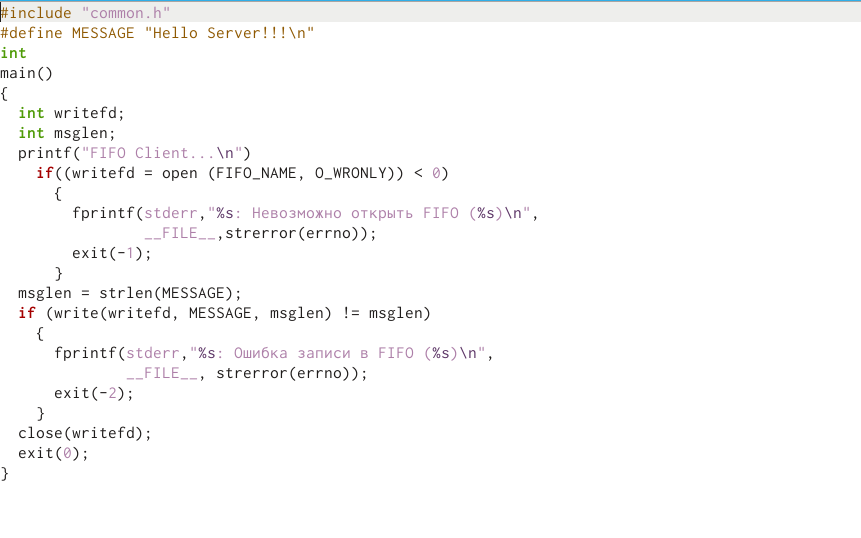 #include "common.h"
#define MESSAGE "Hello Server!!!\n"
int
main()
{
  int writefd;
  int msglen;
  printf("FIFO Client...\n")
    if((writefd = open (FIFO_NAME, O_WRONLY)) < 0)
      {
        fprintf(stderr,"%s: Невозможно открыть FIFO (%s)\n",
                __FILE__,strerror(errno));
        exit(-1);
      }
  msglen = strlen(MESSAGE);
  if (write(writefd, MESSAGE, msglen) != msglen)
    {
      fprintf(stderr,"%s: Ошибка записи в FIFO (%s)\n",
              __FILE__, strerror(errno));
      exit(-2);
    }
  close(writefd);
  exit(0);
}